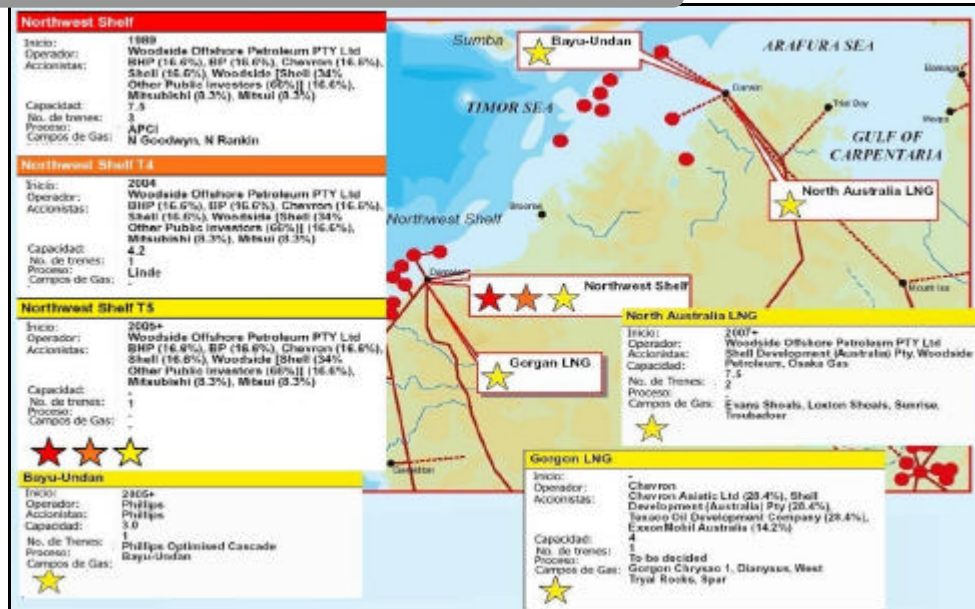 Northwest Shelf
Inicio: 1989
Operador: Woodside Offshore Petroleum PTY Ltd
Accionistas: BHP (16.6%), BP (16.6%), Chevron (16.6%),
Shell (16.6%), Woodside [Shell (34%
Other Public Investors (66%)] (16.6%),
Mitsubishi (8.3%), Mitsui (8.3%)
Capacidad: 7.5
No. de trenes: 3
Proceso: APCI
Campos de Gas: N Goodwyn, N Rankin
Northwest Shelf T4
Inicio: 2004
Operador: Woodside Offshore Petroleum PTY Ltd
Accionistas: BHP (16.6%), BP (16.6%), Chevron (16.6%),
Shell (16.6%), Woodside [Shell (34%
Other Public Investors (66%)] (16.6%),
Mitsubishi (8.3%), Mitsui (8.3%)
Capacidad: 4.2
No. de trenes: 1
Proceso: Linde
Campos de Gas: -
Northwest Shelf T5
Inicio: 2005+
Operador: Woodside Offshore Petroleum PTY Ltd
Accionistas: BHP (16.6%), BP (16.6%), Chevron (16.6%),
Shell (16.6%), Woodside [Shell (34%
Other Public Investors (66%)] (16.6%),
Mitsubishi (8.3%), Mitsui (8.3%)
Capacidad: -
No. de trenes: 1
Proceso: -
Campos de Gas: -
Bayu-Undan
Inicio: 2005+
Operador: Phillips
Accionistas: Phillips
Capacidad: 3.0
No. de Trenes: 1
Proceso: Phillips Optimised Cascade
Campos de Gas: Bayu-Undan
Sumba
Bayu-Undan
ARAFURA SEA
TIMOR SEA
Darwin
GULF OF
CARPENTARIA
North Australia LNG
Northwest Shelf
Broome
Northwest Shelf
Mount Isa
Gorgan LNG
North Australia LNG
Inicio: 2007+
Operador: Woodside Offshore Petroleum PTY Ltd
Accionistas: Shell Development (Australia) Pty, Woodside
Petroleum, Osaka Gas
Capacidad: 7.5
No. de Trenes: 2
Proceso: -
Campos de Gas: Evans Shoals, Loxton Shoals, Sunrise,
Troubadoer
Gorgon LNG
Inicio: -
Operador: Chevron
Accionistas: Chevron Asiatic Ltd (28.4%), Shell
Development (Australia) Pty (28.4%),
Texaco Oil Development Company (28.4%),
ExxonMobil Australia (14.2%)
Capacidad: 4
No. de trenes: 1
Proceso: To be decided
Campos de Gas: Gorgon Chrysao 1, Dianysus, West
Tryal Rocks, Spar